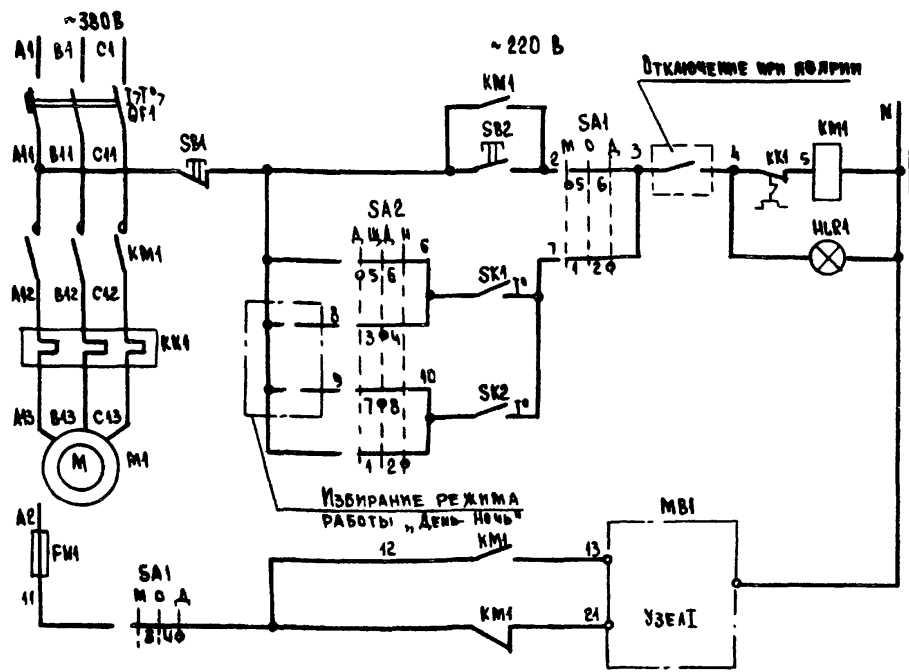 ~380В
~220 В
А1 В1 С1
Отключение при пожаре
КМ1
QF1
SB1
SB2
SA1
КМ1
N
А11 В11 С11
2
М О Д
3
4
КК1
5
5 6
HLR1
SA2
КМ1
Д Щ Д Н
6
7
1 2
5 6
SK1
Т°
А12 В12 С12
8
3 4
КК1
9
10
SK2
Т°
7 8
А13 В13 С13
М
М1
1 2
Избирание режима
работы „День Ночь"
МВ1
А2
FU1
12
КМ1
13
11
SA1
М О Д
КМ1
21
Узел I
3 4